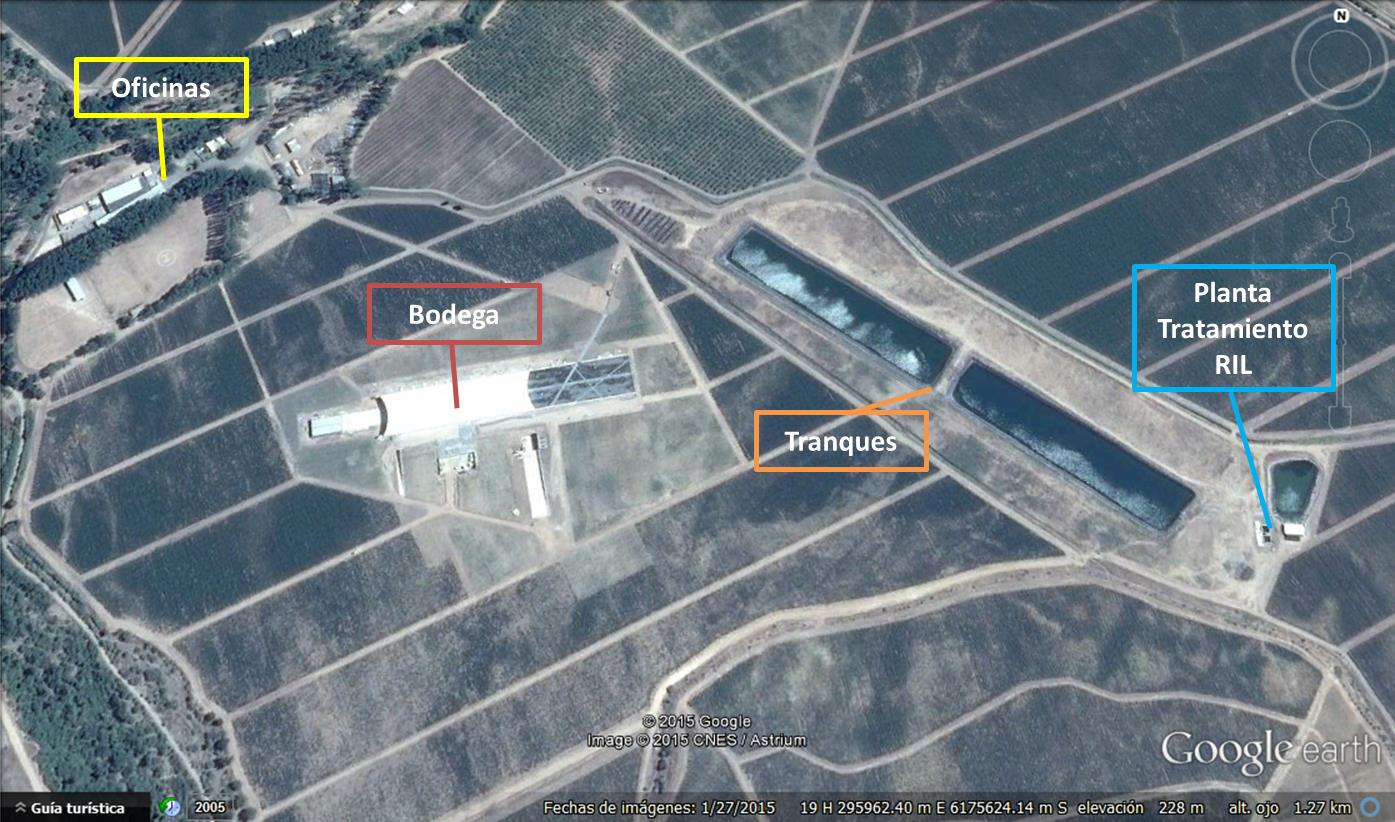 N
Oficinas
Bodega
Planta
Tratamiento
RIL
Tranques
© 2015 Google
Image © 2015 CNES / Astrium
Google earth
Guía turística
2005
Fechas de imágenes: 1/27/2015 19 H 295962.40 m E 6175624.14 m S elevación 228 m alt. ojo 1.27 km